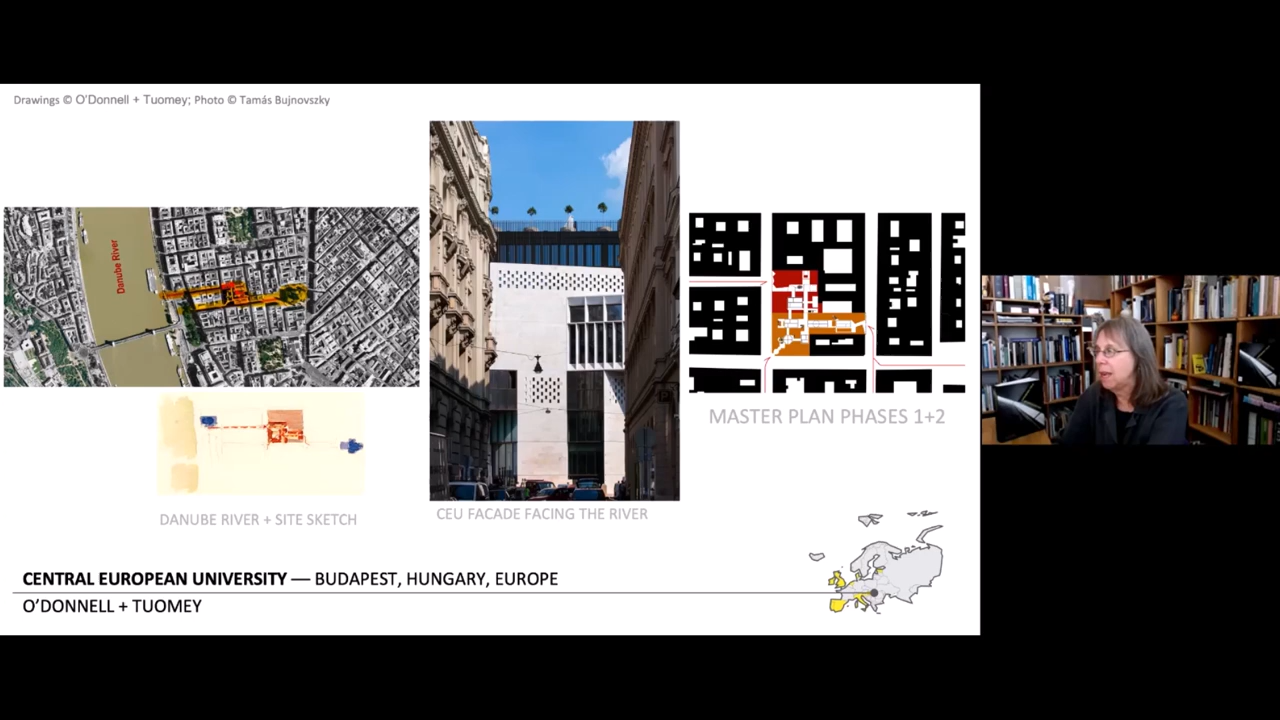 Drawings © O'Donnell + Tuomey; Photo © Tamás Bujnovszky
Danube River
DANUBE RIVER + SITE SKETCH
CEU FACADE FACING THE RIVER
MASTER PLAN PHASES 1+2
CENTRAL EUROPEAN UNIVERSITY — BUDAPEST, HUNGARY, EUROPE
O'DONNELL + TUOMEY